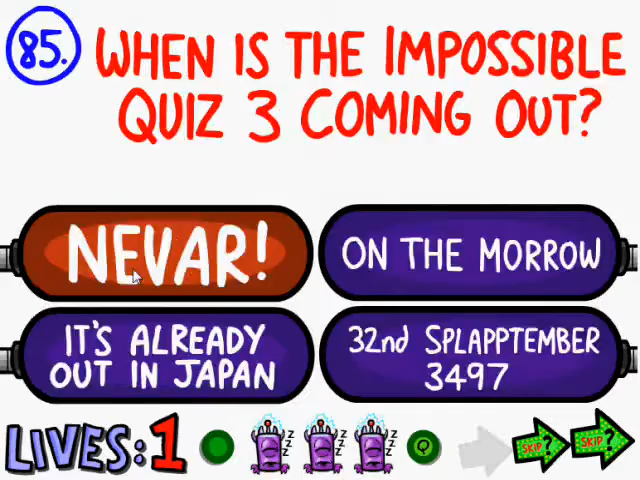 85. WHEN IS THE IMPOSSIBLE
QUIZ 3 COMING OUT?
NEVAR!
ON THE MORROW
IT'S ALREADY
OUT IN JAPAN
32nd SPLAPPTEMBER
3497
LIVES:1
z z z
z z z
z z z
Q
SKIP?
SKIP?